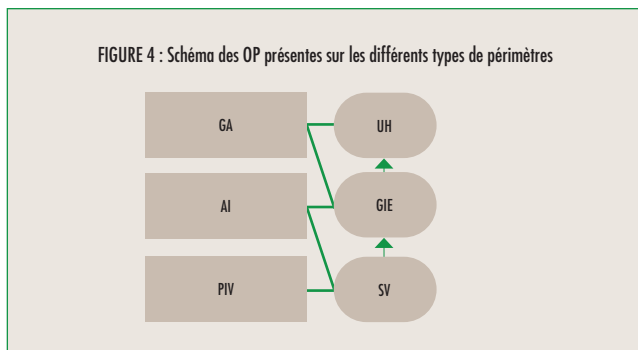 FIGURE 4 : Schéma des OP présentes sur les différents types de périmètres
GA
UH
AI
GIE
PIV
SV